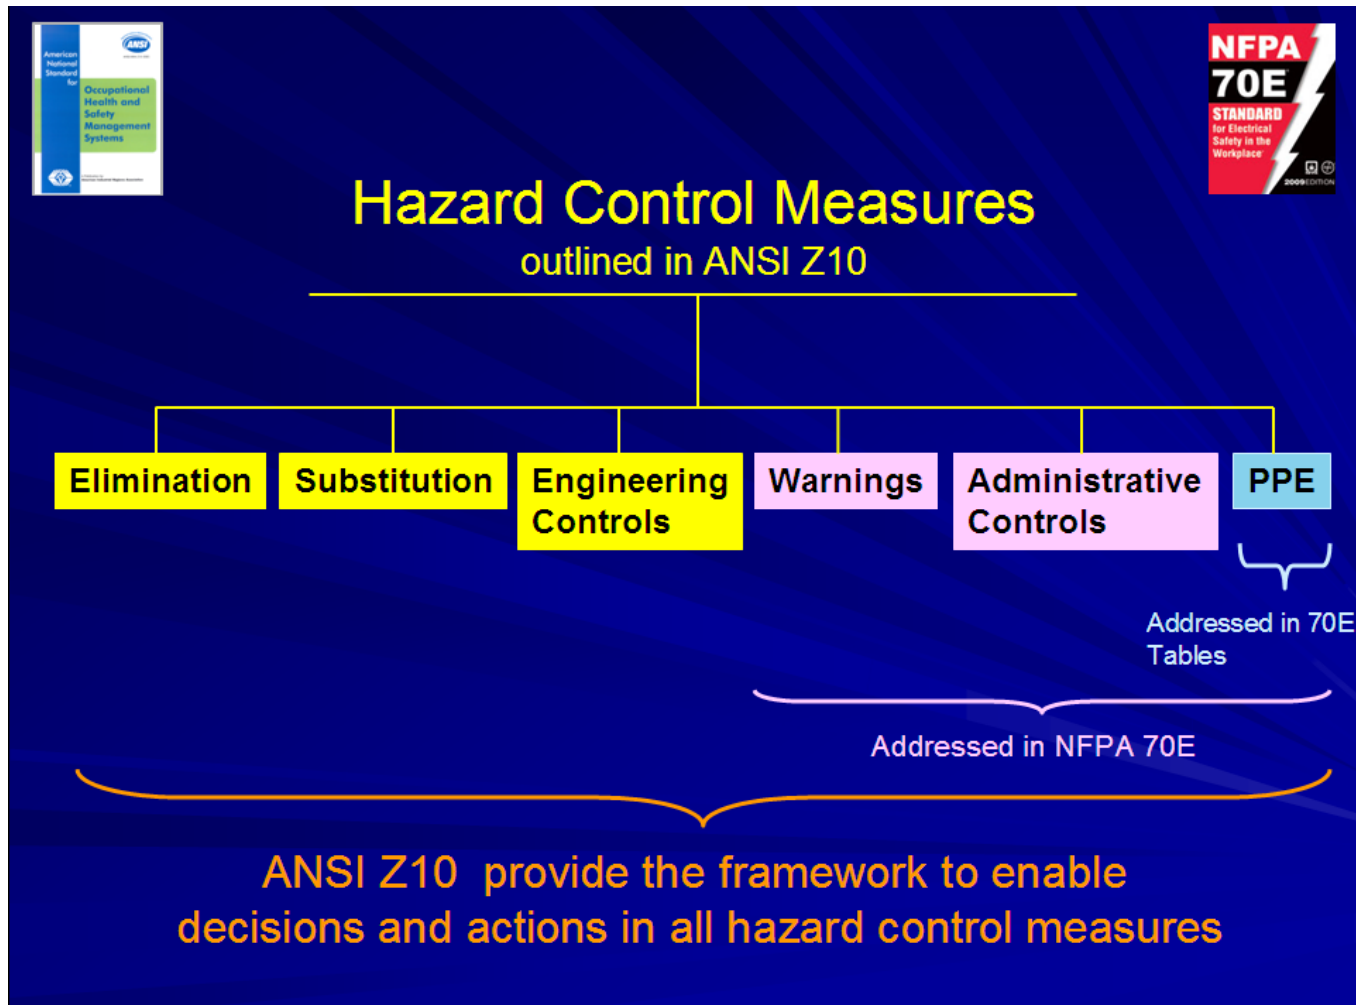 American
National
Standard
for
ANSI
Occupational
Health and
Safety
Management
Systems
NFPA
70E
STANDARD
for Electrical
Safety in the
Workplace
2009 EDITION
Hazard Control Measures
outlined in ANSI Z10
Elimination
Substitution
Engineering
Controls
Warnings
Administrative
Controls
PPE
Addressed in 70E
Tables
Addressed in NFPA 70E
ANSI Z10 provide the framework to enable
decisions and actions in all hazard control measures